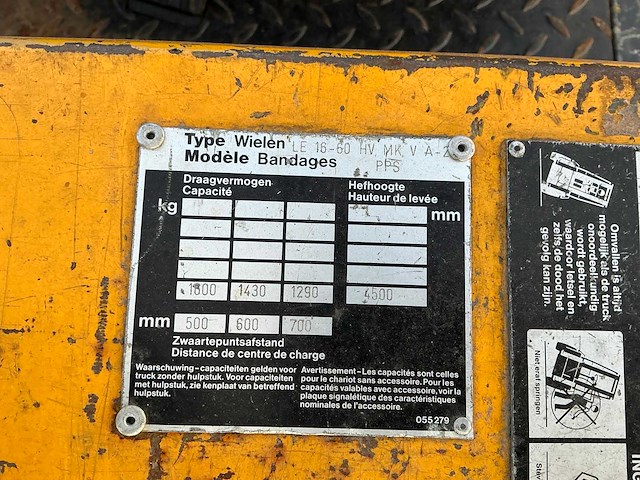 Type Wielen LE 16-60 HV MK V A-2
Modèle Bandages PPS
Draagvermogen
Capacité
Hefhoogte
Hauteur de levée
kg
mm
1600 1430 1290 4500
mm 500 600 700
Zwaartepuntsafstand
Distance de centre de charge
Waarschuwing-capaciteiten gelden voor
truck zonder hulpstuk. Voor capaciteiten
met hulpstuk, zie kenplaat van betreffend
hulpstuk.
Avertissement-Les capacités sont celles
pour le chariot sans accessoire. Pour les
capacités valables avec accessoire, voir la
plaque signalétique des caractéristiques
nominales de l'accessoire.
055279
Omvallen is altijd
mogelijk als de truck
onoordeelkundig
wordt gebruikt,
waardoor letsel en
zelfs de dood het
gevolg kan zijn.
Niet eraf springen